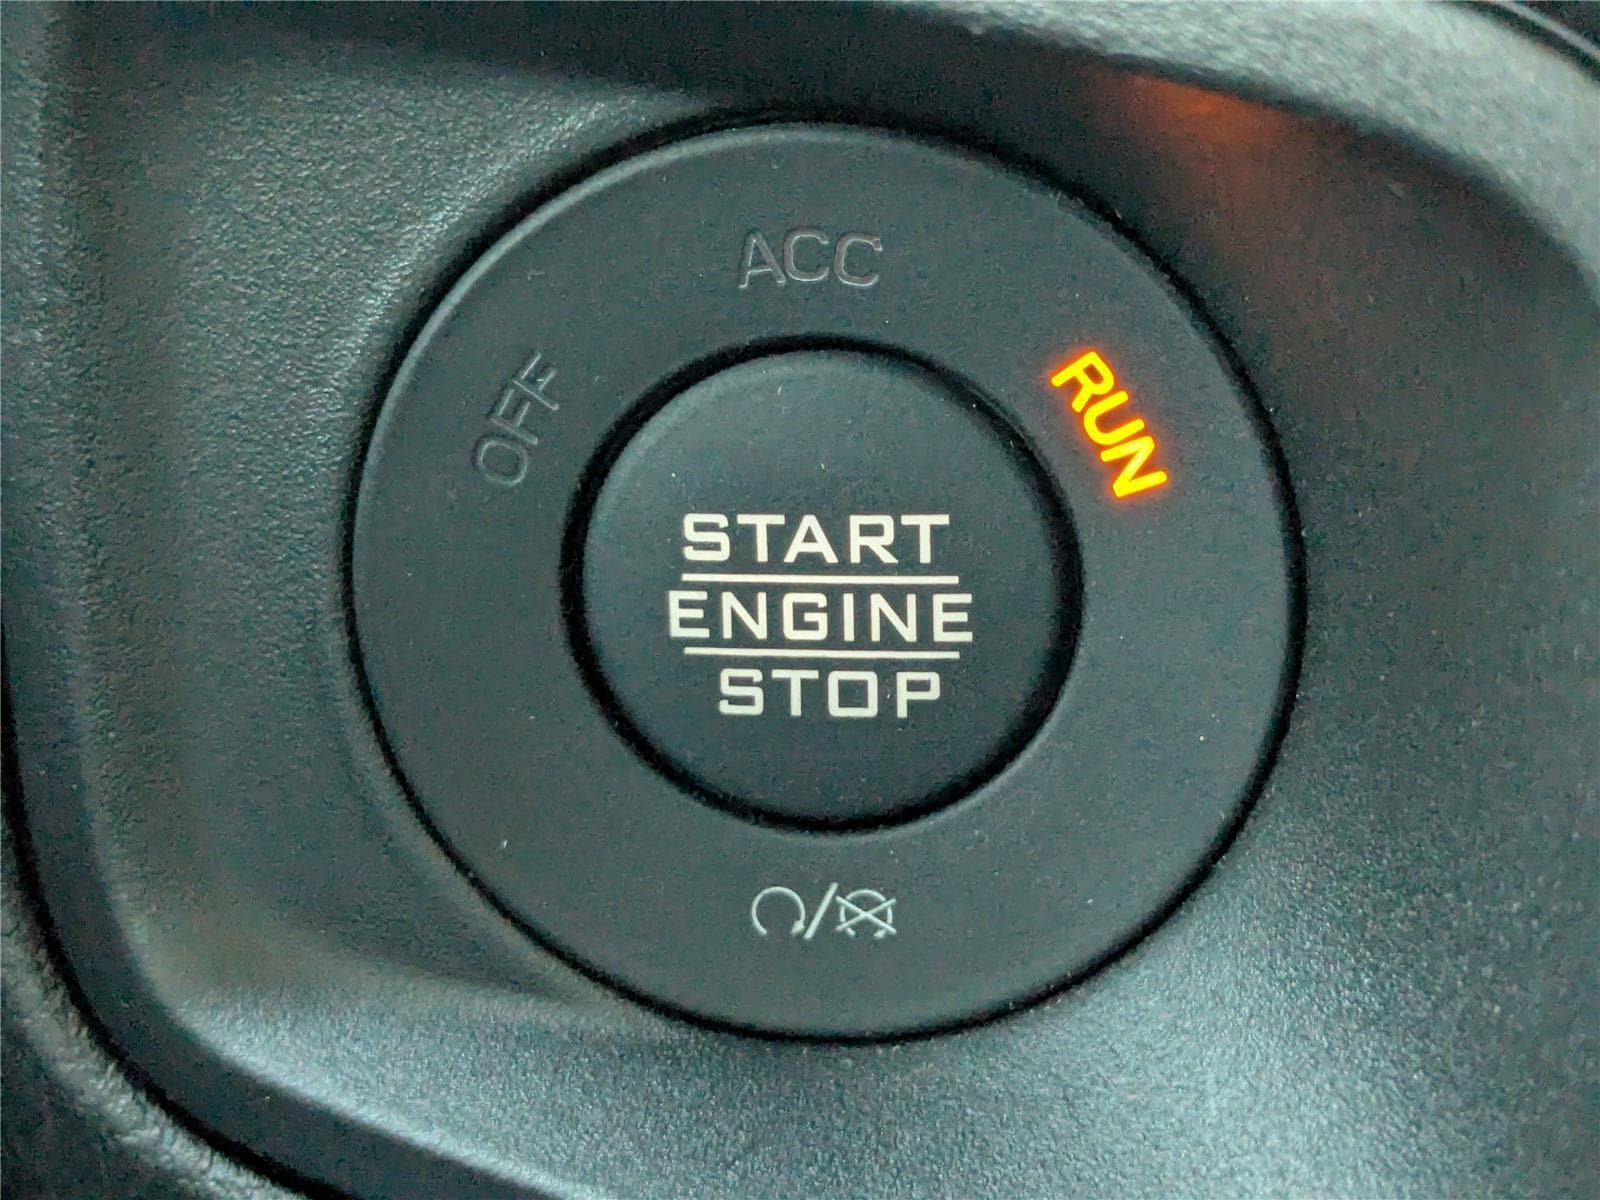 ACC
OFF
RUN
START
ENGINE
STOP